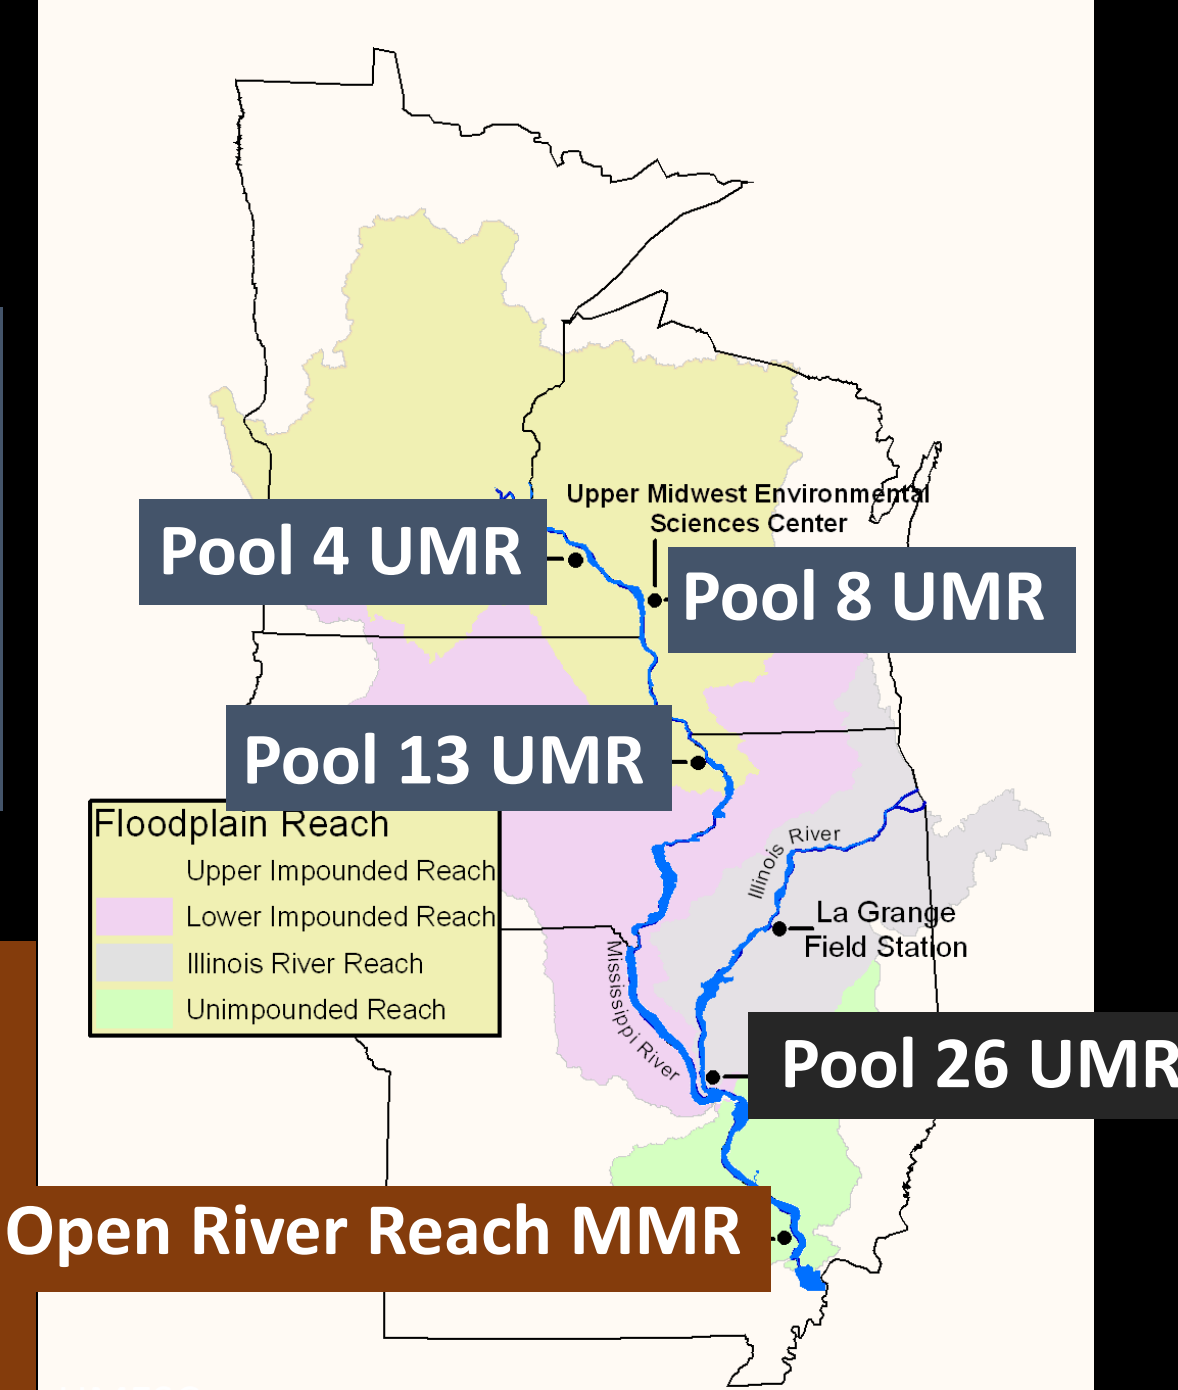 Upper Midwest Environmental
Sciences Center
Pool 4 UMR
Pool 8 UMR
Pool 13 UMR
Floodplain Reach
Upper Impounded Reach
Lower Impounded Reach
Illinois River Reach
Unimpounded Reach
Illinois River
La Grange
Field Station
Mississippi River
Pool 26 UMR
Open River Reach MMR